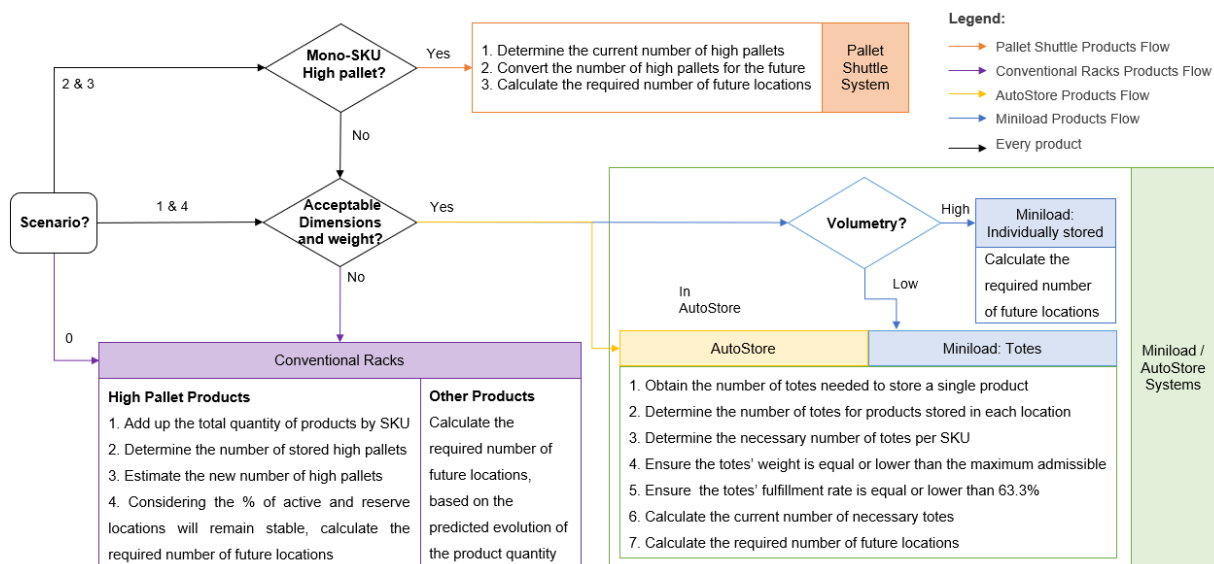 Legend:
Pallet Shuttle Products Flow
Conventional Racks Products Flow
AutoStore Products Flow
Miniload Products Flow
Every product
Scenario?
2 & 3
1 & 4
0
Mono-SKU
High pallet?
Yes
No
1. Determine the current number of high pallets
2. Convert the number of high pallets for the future
3. Calculate the required number of future locations
Pallet
Shuttle
System
Acceptable
Dimensions
and weight?
Yes
No
Volumetry?
High
Low
In
AutoStore
Miniload:
Individually stored
Calculate the
required number
of future locations
Conventional Racks
High Pallet Products
1. Add up the total quantity of products by SKU
2. Determine the number of stored high pallets
3. Estimate the new number of high pallets
4. Considering the % of active and reserve
locations will remain stable, calculate the
required number of future locations
Other Products
Calculate the
required number of
future locations,
based on the
predicted evolution of
the product quantity
AutoStore
Miniload: Totes
1. Obtain the number of totes needed to store a single product
2. Determine the number of totes for products stored in each location
3. Determine the necessary number of totes per SKU
4. Ensure the totes' weight is equal or lower than the maximum admissible
5. Ensure the totes' fulfillment rate is equal or lower than 63.3%
6. Calculate the current number of necessary totes
7. Calculate the required number of future locations
Miniload /
AutoStore
Systems